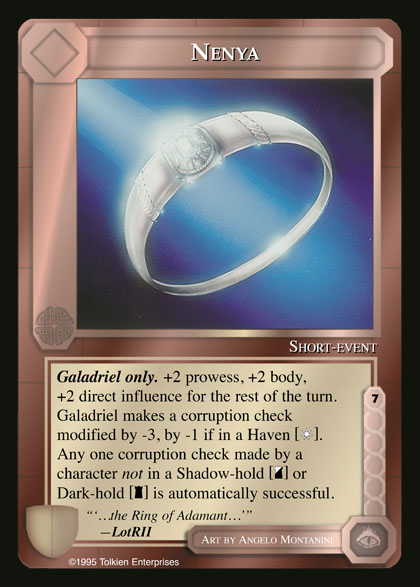 NENYA
SHORT-EVENT
Galadriel only. +2 prowess, +2 body,
+2 direct influence for the rest of the turn.
Galadriel makes a corruption check
modified by -3, by -1 if in a Haven [ ].
Any one corruption check made by a
character not in a Shadow-hold [ ] or
Dark-hold [ ] is automatically successful.
7
“‘…the Ring of Adamant…’”
—LotRII
ART BY ANGELO MONTANINI
©1995 Tolkien Enterprises